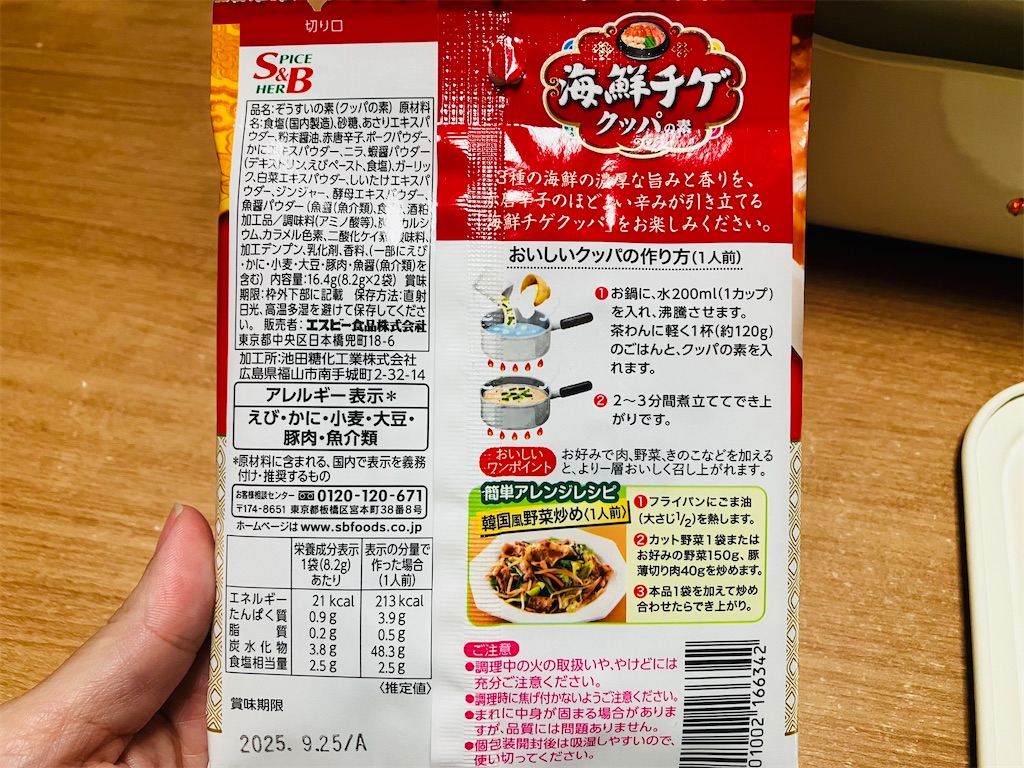 切り口
SPICE
&
HERB
品名:ぞうすいの素(クッパの素) 原材料
名:食塩(国内製造)、砂糖、あさりエキスパ
ウダー、粉末醤油、赤唐辛子、ポークパウダー、
かにエキスパウダー、ニラ、蝦醤パウダー
(デキストリン、えびペースト、食塩)、ガーリッ
ク、白菜エキスパウダー、しいたけエキスパ
ウダー、ジンジャー、酵母エキスパウダー、
魚醤パウダー(魚醤(魚介類)、食塩)、酒粕
加工品/調味料(アミノ酸等)、炭酸カルシ
ウム、カラメル色素、二酸化ケイ素、酸味料、
加工デンプン、乳化剤、香料、(一部にえび
・かに・小麦・大豆・豚肉・魚醤(魚介類)を
含む) 内容量:16.4g(8.2g×2袋) 賞味
期限:枠外下部に記載 保存方法:直射
日光、高温多湿を避けて保存してくださ
い。 販売者:エスビー食品株式会社
東京都中央区日本橋兜町18-6
加工所:池田糖化工業株式会社
広島県福山市南手城町2-32-14
アレルギー表示*
えび・かに・小麦・大豆・
豚肉・魚介類
*原材料に含まれる、国内で表示を義務
付け・推奨するもの
お客様相談センター 0120-120-671
〒174-8651 東京都板橋区宮本町38番8号
ホームページは www.sbfoods.co.jp
栄養成分表示 1袋(8.2g) あたり 表示の分量で 作った場合 (1人前)
エネルギー 21kcal 213kcal
たんぱく質 0.9g 3.9g
脂質 0.2g 0.5g
炭水化物 3.8g 48.3g
食塩相当量 2.5g 2.5g
〈推定値〉
賞味期限
2025. 9.25/A
海鮮チゲ
クッパの素
3種の海鮮の濃厚な旨みと香りを、
赤唐辛子のほどよい辛みが引き立てる
「海鮮チゲクッパ」をお楽しみください。
おいしいクッパの作り方(1人前)
❶お鍋に、水200ml(1カップ)
を入れ、沸騰させます。
茶わんに軽く1杯(約120g)
のごはんと、クッパの素を入
れます。
❷2〜3分間煮立ててでき上
がりです。
おいしい
ワンポイント
お好みで肉、野菜、きのこなどを加える
と、より一層おいしく召し上がれます。
簡単アレンジレシピ
韓国風野菜炒め〈1人前〉
❶フライパンにごま油
(大さじ1/2)を熱します。
❷カット野菜1袋または
お好みの野菜150g、豚
薄切り肉40gを炒めます。
❸本品1袋を加えて炒め
合わせたらでき上がり。
ご注意
●調理中の火の取扱いや、やけどには
充分ご注意ください。
●調理時に焦げ付かないようご注意ください。
●まれに中身が固まる場合がありま
すが、品質には問題ありません。
●個包装開封後は吸湿しやすいので、
使い切ってください。
01002 166342